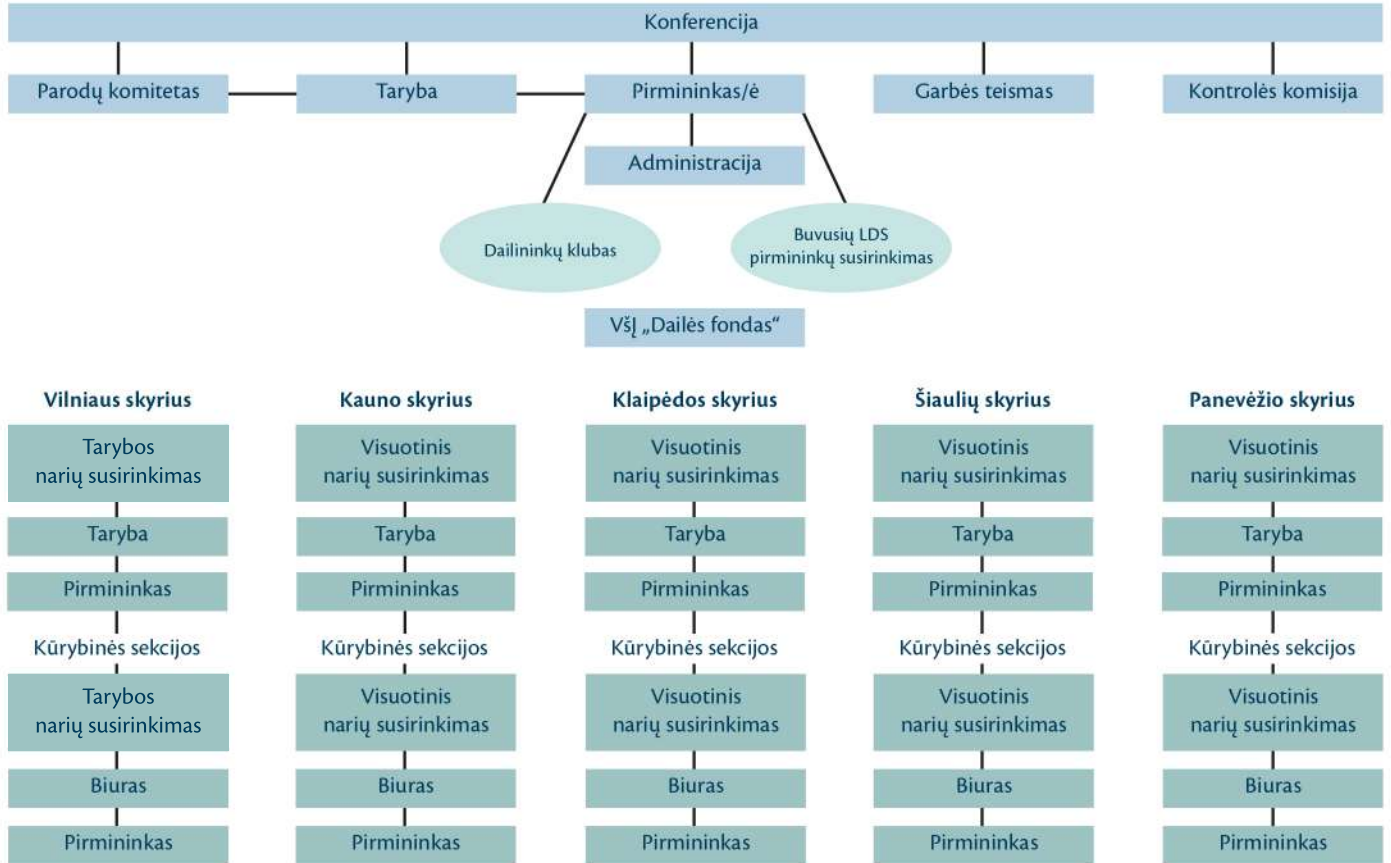 Konferencija
Parodų komitetas
Taryba
Pirmininkas/ė
Garbės teismas
Kontrolės komisija
Administracija
Dailininkų klubas
Buvusių LDS
pirmininkų susirinkimas
VšĮ „Dailės fondas“
Vilniaus skyrius
Kauno skyrius
Klaipėdos skyrius
Šiaulių skyrius
Panevėžio skyrius
Tarybos
narių susirinkimas
Visuotinis
narių susirinkimas
Visuotinis
narių susirinkimas
Visuotinis
narių susirinkimas
Visuotinis
narių susirinkimas
Taryba
Taryba
Taryba
Taryba
Taryba
Pirmininkas
Pirmininkas
Pirmininkas
Pirmininkas
Pirmininkas
Kūrybinės sekcijos
Kūrybinės sekcijos
Kūrybinės sekcijos
Kūrybinės sekcijos
Kūrybinės sekcijos
Tarybos
narių susirinkimas
Visuotinis
narių susirinkimas
Visuotinis
narių susirinkimas
Visuotinis
narių susirinkimas
Visuotinis
narių susirinkimas
Biuras
Biuras
Biuras
Biuras
Biuras
Pirmininkas
Pirmininkas
Pirmininkas
Pirmininkas
Pirmininkas